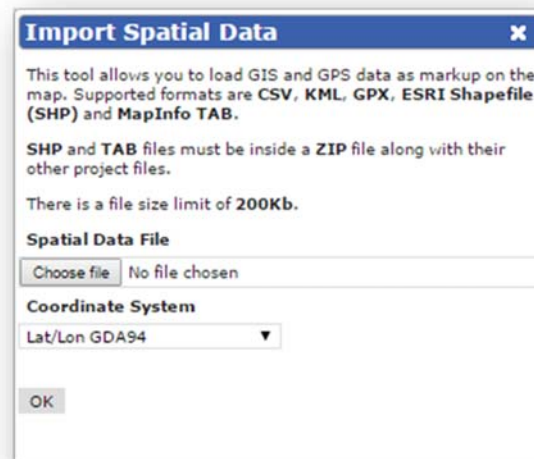 Import Spatial Data
This tool allows you to load GIS and GPS data as markup on the
map. Supported formats are CSV, KML, GPX, ESRI Shapefile
(SHP) and MapInfo TAB.
SHP and TAB files must be inside a ZIP file along with their
other project files.
There is a file size limit of 200Kb.
Spatial Data File
Choose file No file chosen
Coordinate System
Lat/Lon GDA94
OK